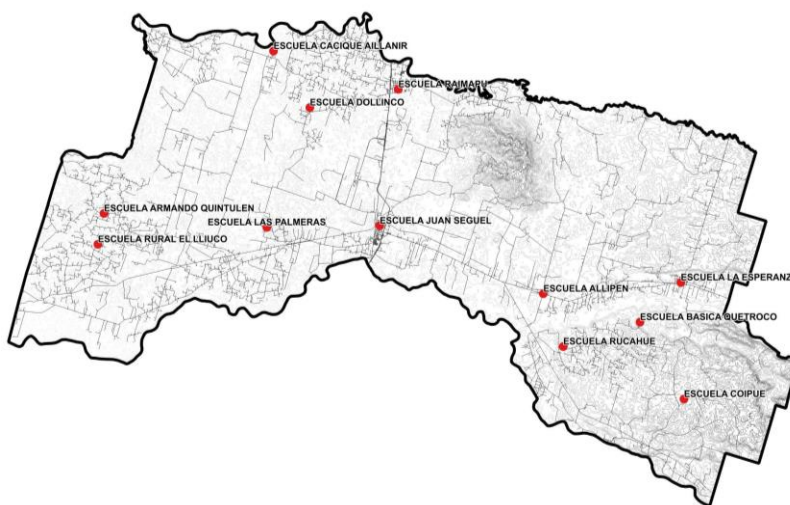 ESCUELA CACIQUE AILLANIR
ESCUELA RAIMAPU
ESCUELA DOLLINCO
ESCUELA ARMANDO QUINTULEN
ESCUELA LAS PALMERAS
ESCUELA JUAN SEGUEL
ESCUELA RURAL EL LLIUCO
ESCUELA LA ESPERANZ
ESCUELA ALLIPEN
ESCUELA BASICA QUETROCO
ESCUELA RUCAHUE
ESCUELA COIPUE